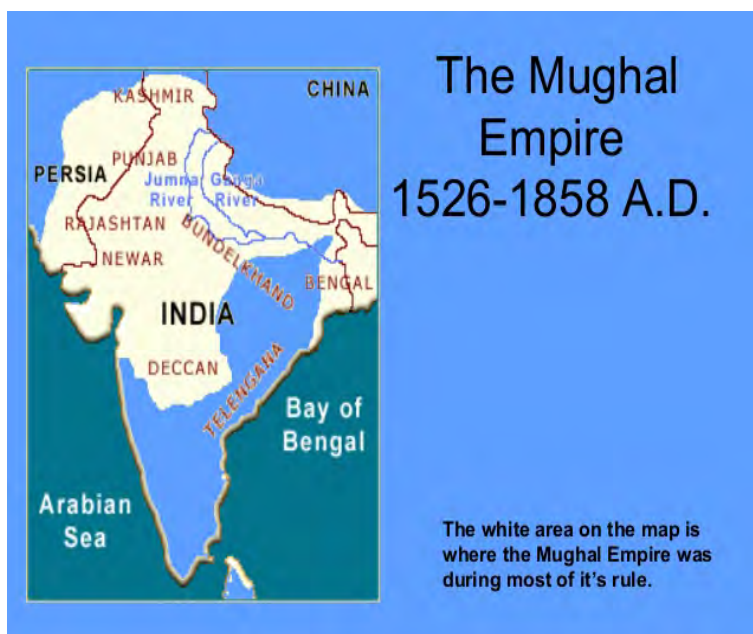 The Mughal
Empire
1526-1858 A.D.
KASHMIR
CHINA
PUNJAB
PERSIA
Jumna Ganga
River River
RAJASHTAN
BUNDELKHAND
NEWAR
BENGAL
INDIA
DECCAN
TELENGANA
Bay of
Bengal
Arabian
Sea
The white area on the map is
where the Mughal Empire was
during most of it's rule.